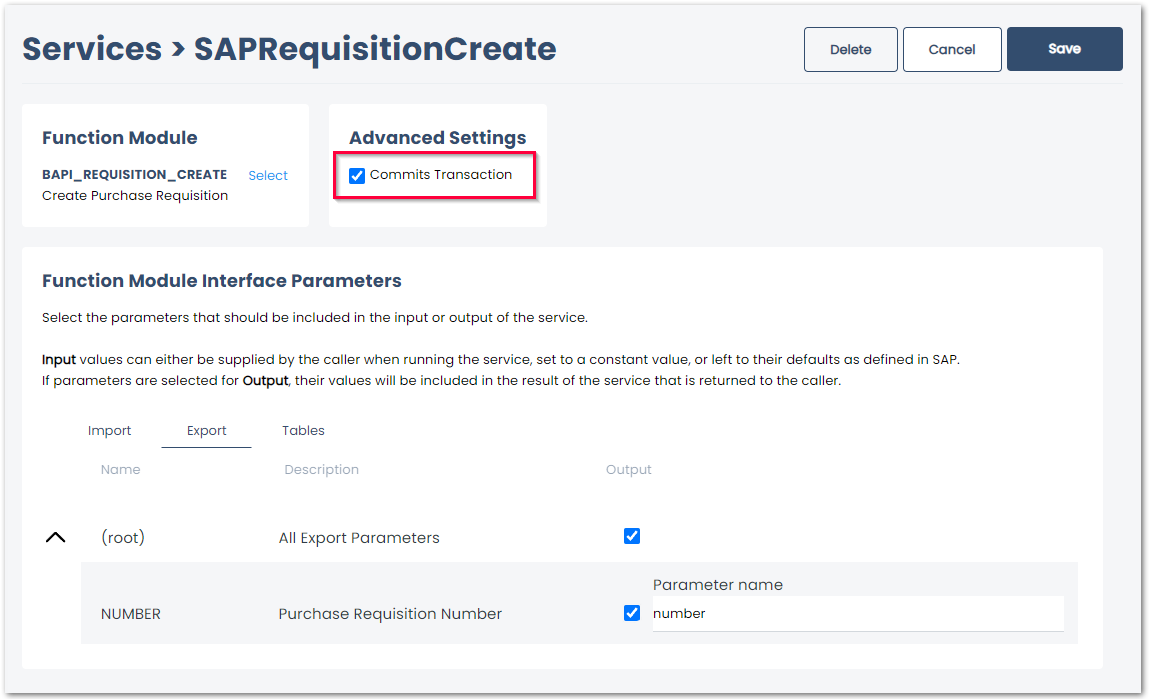 Services > SAPRequisitionCreate
Delete
Cancel
Save
Function Module
BAPI_REQUISITION_CREATE Select
Create Purchase Requisition
Advanced Settings
Commits Transaction
Function Module Interface Parameters
Select the parameters that should be included in the input or output of the service.
Input values can either be supplied by the caller when running the service, set to a constant value, or left to their defaults as defined in SAP.
If parameters are selected for Output, their values will be included in the result of the service that is returned to the caller.
Import Export Tables
Name Description Output
(root) All Export Parameters
Parameter name
NUMBER Purchase Requisition Number number